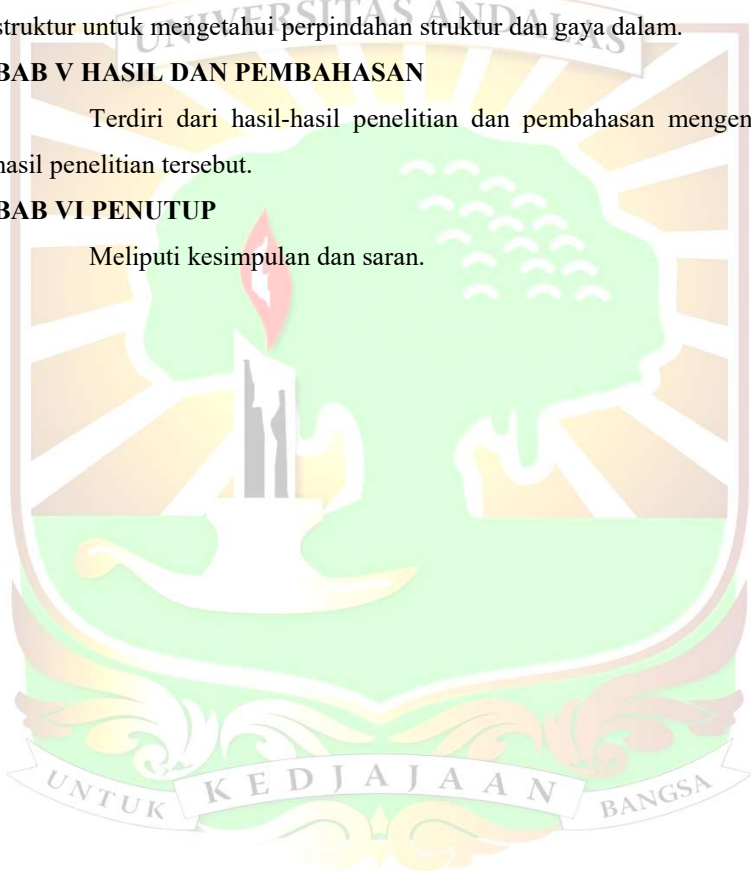 struktur untuk mengetahui perpindahan struktur dan gaya dalam.
UNIVERSITAS ANDALAS
BAB V HASIL DAN PEMBAHASAN
Terdiri dari hasil-hasil penelitian dan pembahasan mengen
hasil penelitian tersebut.
BAB VI PENUTUP
Meliputi kesimpulan dan saran.
UNTUK KEDJAJAAN BANGSA